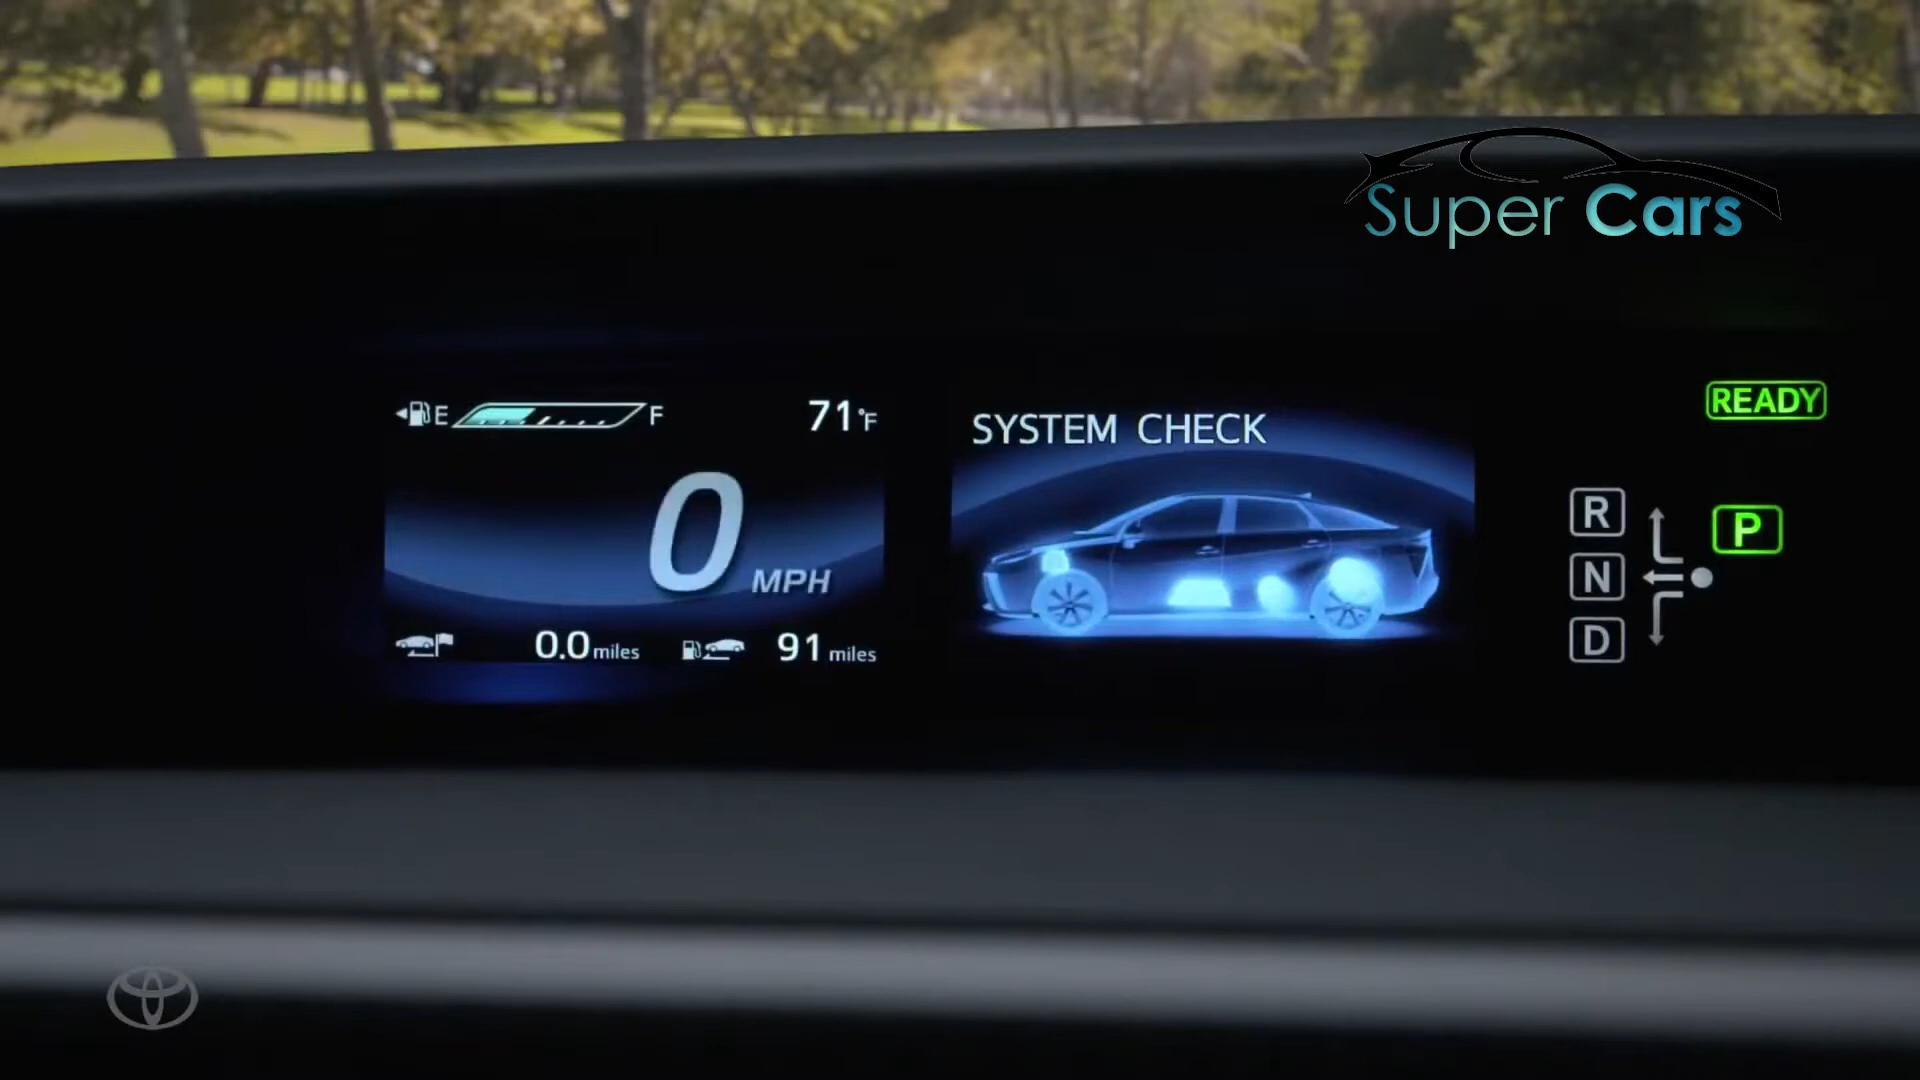 Super Cars
E F 71°F
SYSTEM CHECK
READY
0 MPH
R
N
D
P
0.0 miles
91 miles